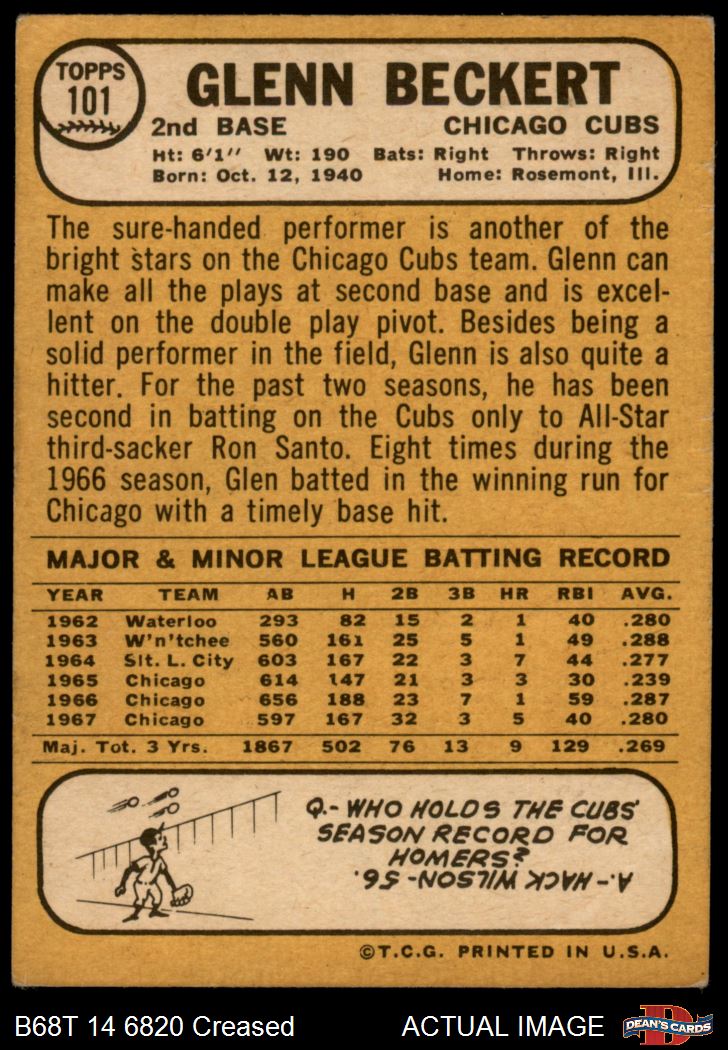 TOPPS
101
GLENN BECKERT
2nd BASE CHICAGO CUBS
Ht: 6'1" Wt: 190 Bats: Right Throws: Right
Born: Oct. 12, 1940 Home: Rosemont, Ill.
The sure-handed performer is another of the
bright stars on the Chicago Cubs team. Glenn can
make all the plays at second base and is excel-
lent on the double play pivot. Besides being a
solid performer in the field, Glenn is also quite a
hitter. For the past two seasons, he has been
second in batting on the Cubs only to All-Star
third-sacker Ron Santo. Eight times during the
1966 season, Glen batted in the winning run for
Chicago with a timely base hit.
MAJOR & MINOR LEAGUE BATTING RECORD
YEAR TEAM AB H 2B 3B HR RBI AVG.
1962 Waterloo 293 82 15 2 1 40 .280
1963 W'n'tchee 560 161 25 5 1 49 .288
1964 Slt. L. City 603 167 22 3 7 44 .277
1965 Chicago 614 147 21 3 3 30 .239
1966 Chicago 656 188 23 7 1 59 .287
1967 Chicago 597 167 32 3 5 40 .280
Maj. Tot. 3 Yrs. 1867 502 76 13 9 129 .269
Q.- WHO HOLDS THE CUBS'
SEASON RECORD FOR
HOMERS?
A.- HACK WILSON-56.
©T.C.G. PRINTED IN U.S.A.
B68T 14 6820 Creased ACTUAL IMAGE
D
DEAN'S CARDS